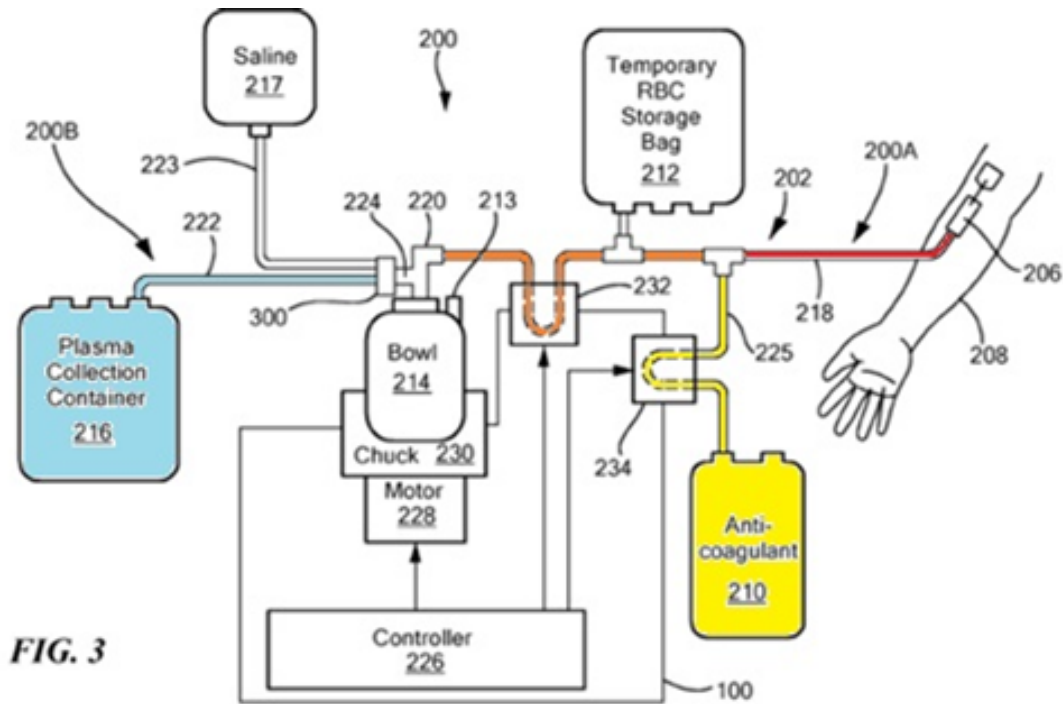 Saline
217
200
Temporary
RBC
Storage
Bag
212
200B
223
224
220
213
202
200A
222
300
232
218
206
225
208
Plasma
Collection
Container
216
Bowl
214
Chuck 230
234
Motor
228
Anti-
coagulant
210
Controller
226
100
FIG. 3